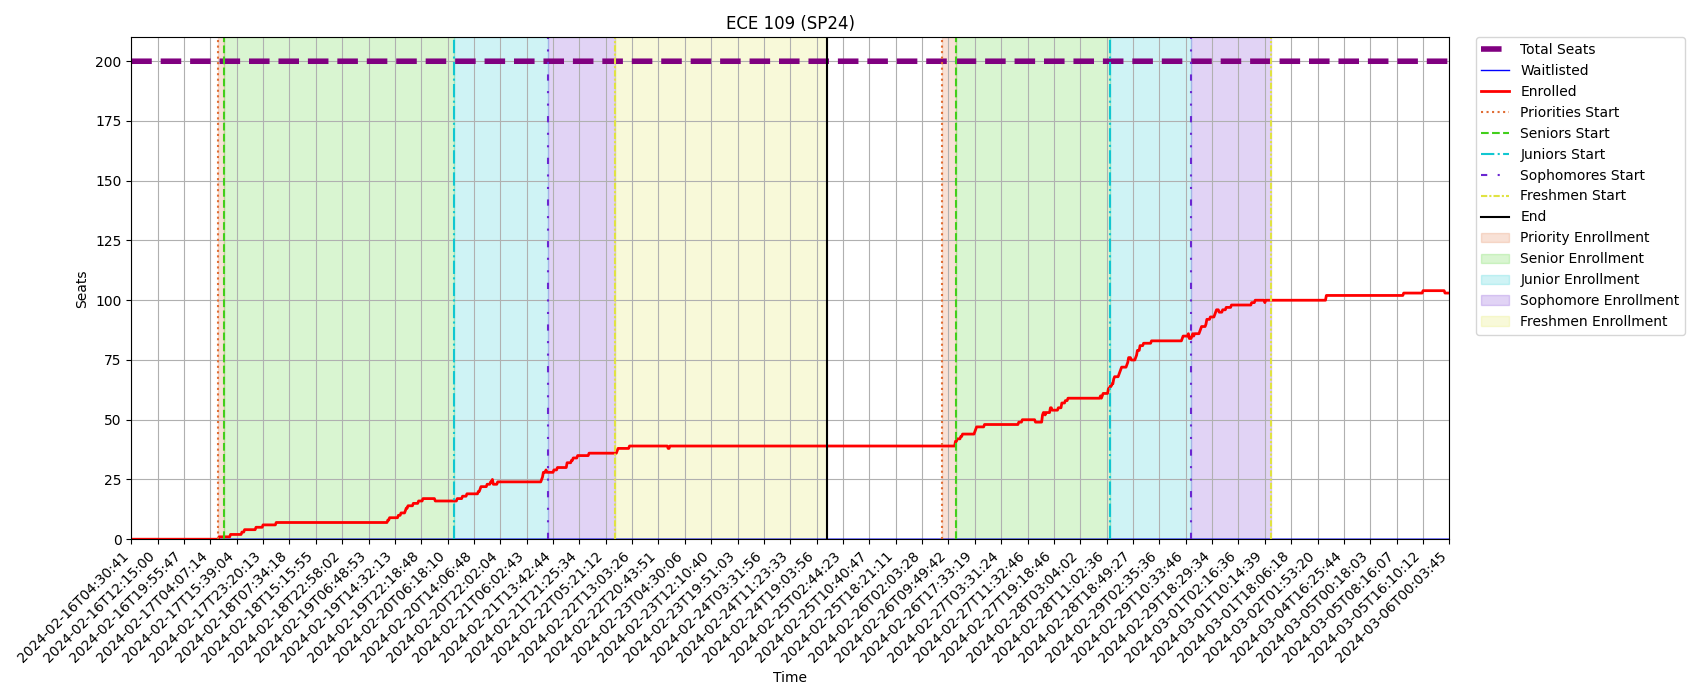 ECE 109 (SP24)
Seats
200
175
150
125
100
75
50
25
0
2024-02-16T04:30:41
2024-02-16T12:15:00
2024-02-16T19:55:47
2024-02-17T04:07:14
2024-02-17T15:39:04
2024-02-17T23:20:13
2024-02-18T07:34:18
2024-02-18T15:15:55
2024-02-18T22:58:02
2024-02-19T06:48:53
2024-02-19T14:32:13
2024-02-19T22:18:48
2024-02-20T06:18:10
2024-02-20T14:06:48
2024-02-20T22:02:04
2024-02-21T06:02:43
2024-02-21T13:42:44
2024-02-21T21:25:34
2024-02-22T05:21:12
2024-02-22T13:03:26
2024-02-22T20:43:51
2024-02-23T04:30:06
2024-02-23T12:10:40
2024-02-23T19:51:03
2024-02-24T03:31:56
2024-02-24T11:23:33
2024-02-24T19:03:56
2024-02-25T02:44:23
2024-02-25T10:40:47
2024-02-25T18:21:11
2024-02-26T02:03:28
2024-02-26T09:49:42
2024-02-26T17:33:19
2024-02-27T03:31:24
2024-02-27T11:32:46
2024-02-27T19:18:46
2024-02-28T03:04:02
2024-02-28T11:02:36
2024-02-28T18:49:27
2024-02-29T02:35:36
2024-02-29T10:33:46
2024-02-29T18:29:34
2024-03-01T02:16:36
2024-03-01T10:14:39
2024-03-01T18:06:18
2024-03-02T01:53:20
2024-03-04T16:25:44
2024-03-05T00:18:03
2024-03-05T08:16:07
2024-03-05T16:10:12
2024-03-06T00:03:45
Time
Total Seats
Waitlisted
Enrolled
Priorities Start
Seniors Start
Juniors Start
Sophomores Start
Freshmen Start
End
Priority Enrollment
Senior Enrollment
Junior Enrollment
Sophomore Enrollment
Freshmen Enrollment